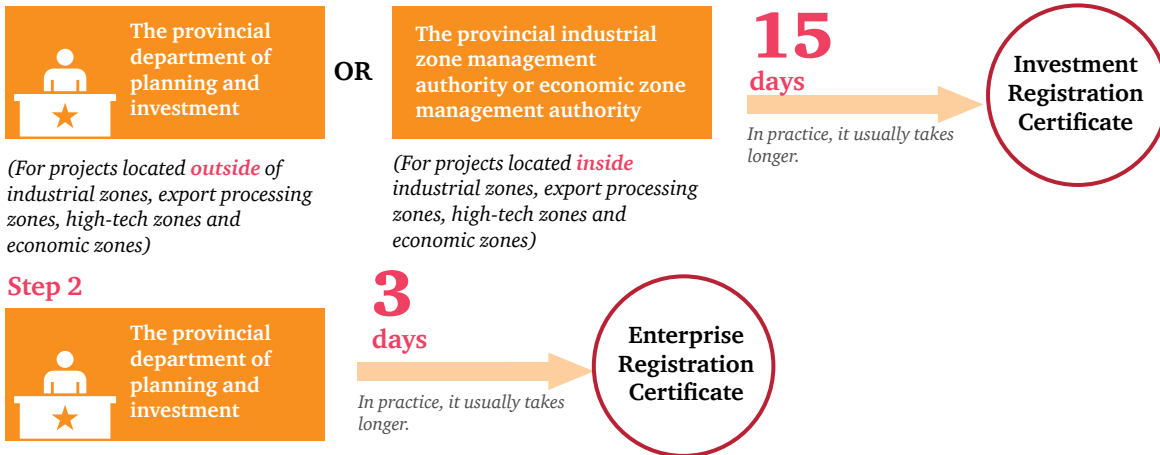 The provincial
department of
planning and
investment
OR
The provincial industrial
zone management
authority or economic zone
management authority
15
days
In practice, it usually takes
longer.
Investment
Registration
Certificate
(For projects located outside of
industrial zones, export processing
zones, high-tech zones and
economic zones)
(For projects located inside
industrial zones, export processing
zones, high-tech zones and
economic zones)
Step 2
The provincial
department of
planning and
investment
3
days
In practice, it usually takes
longer.
Enterprise
Registration
Certificate